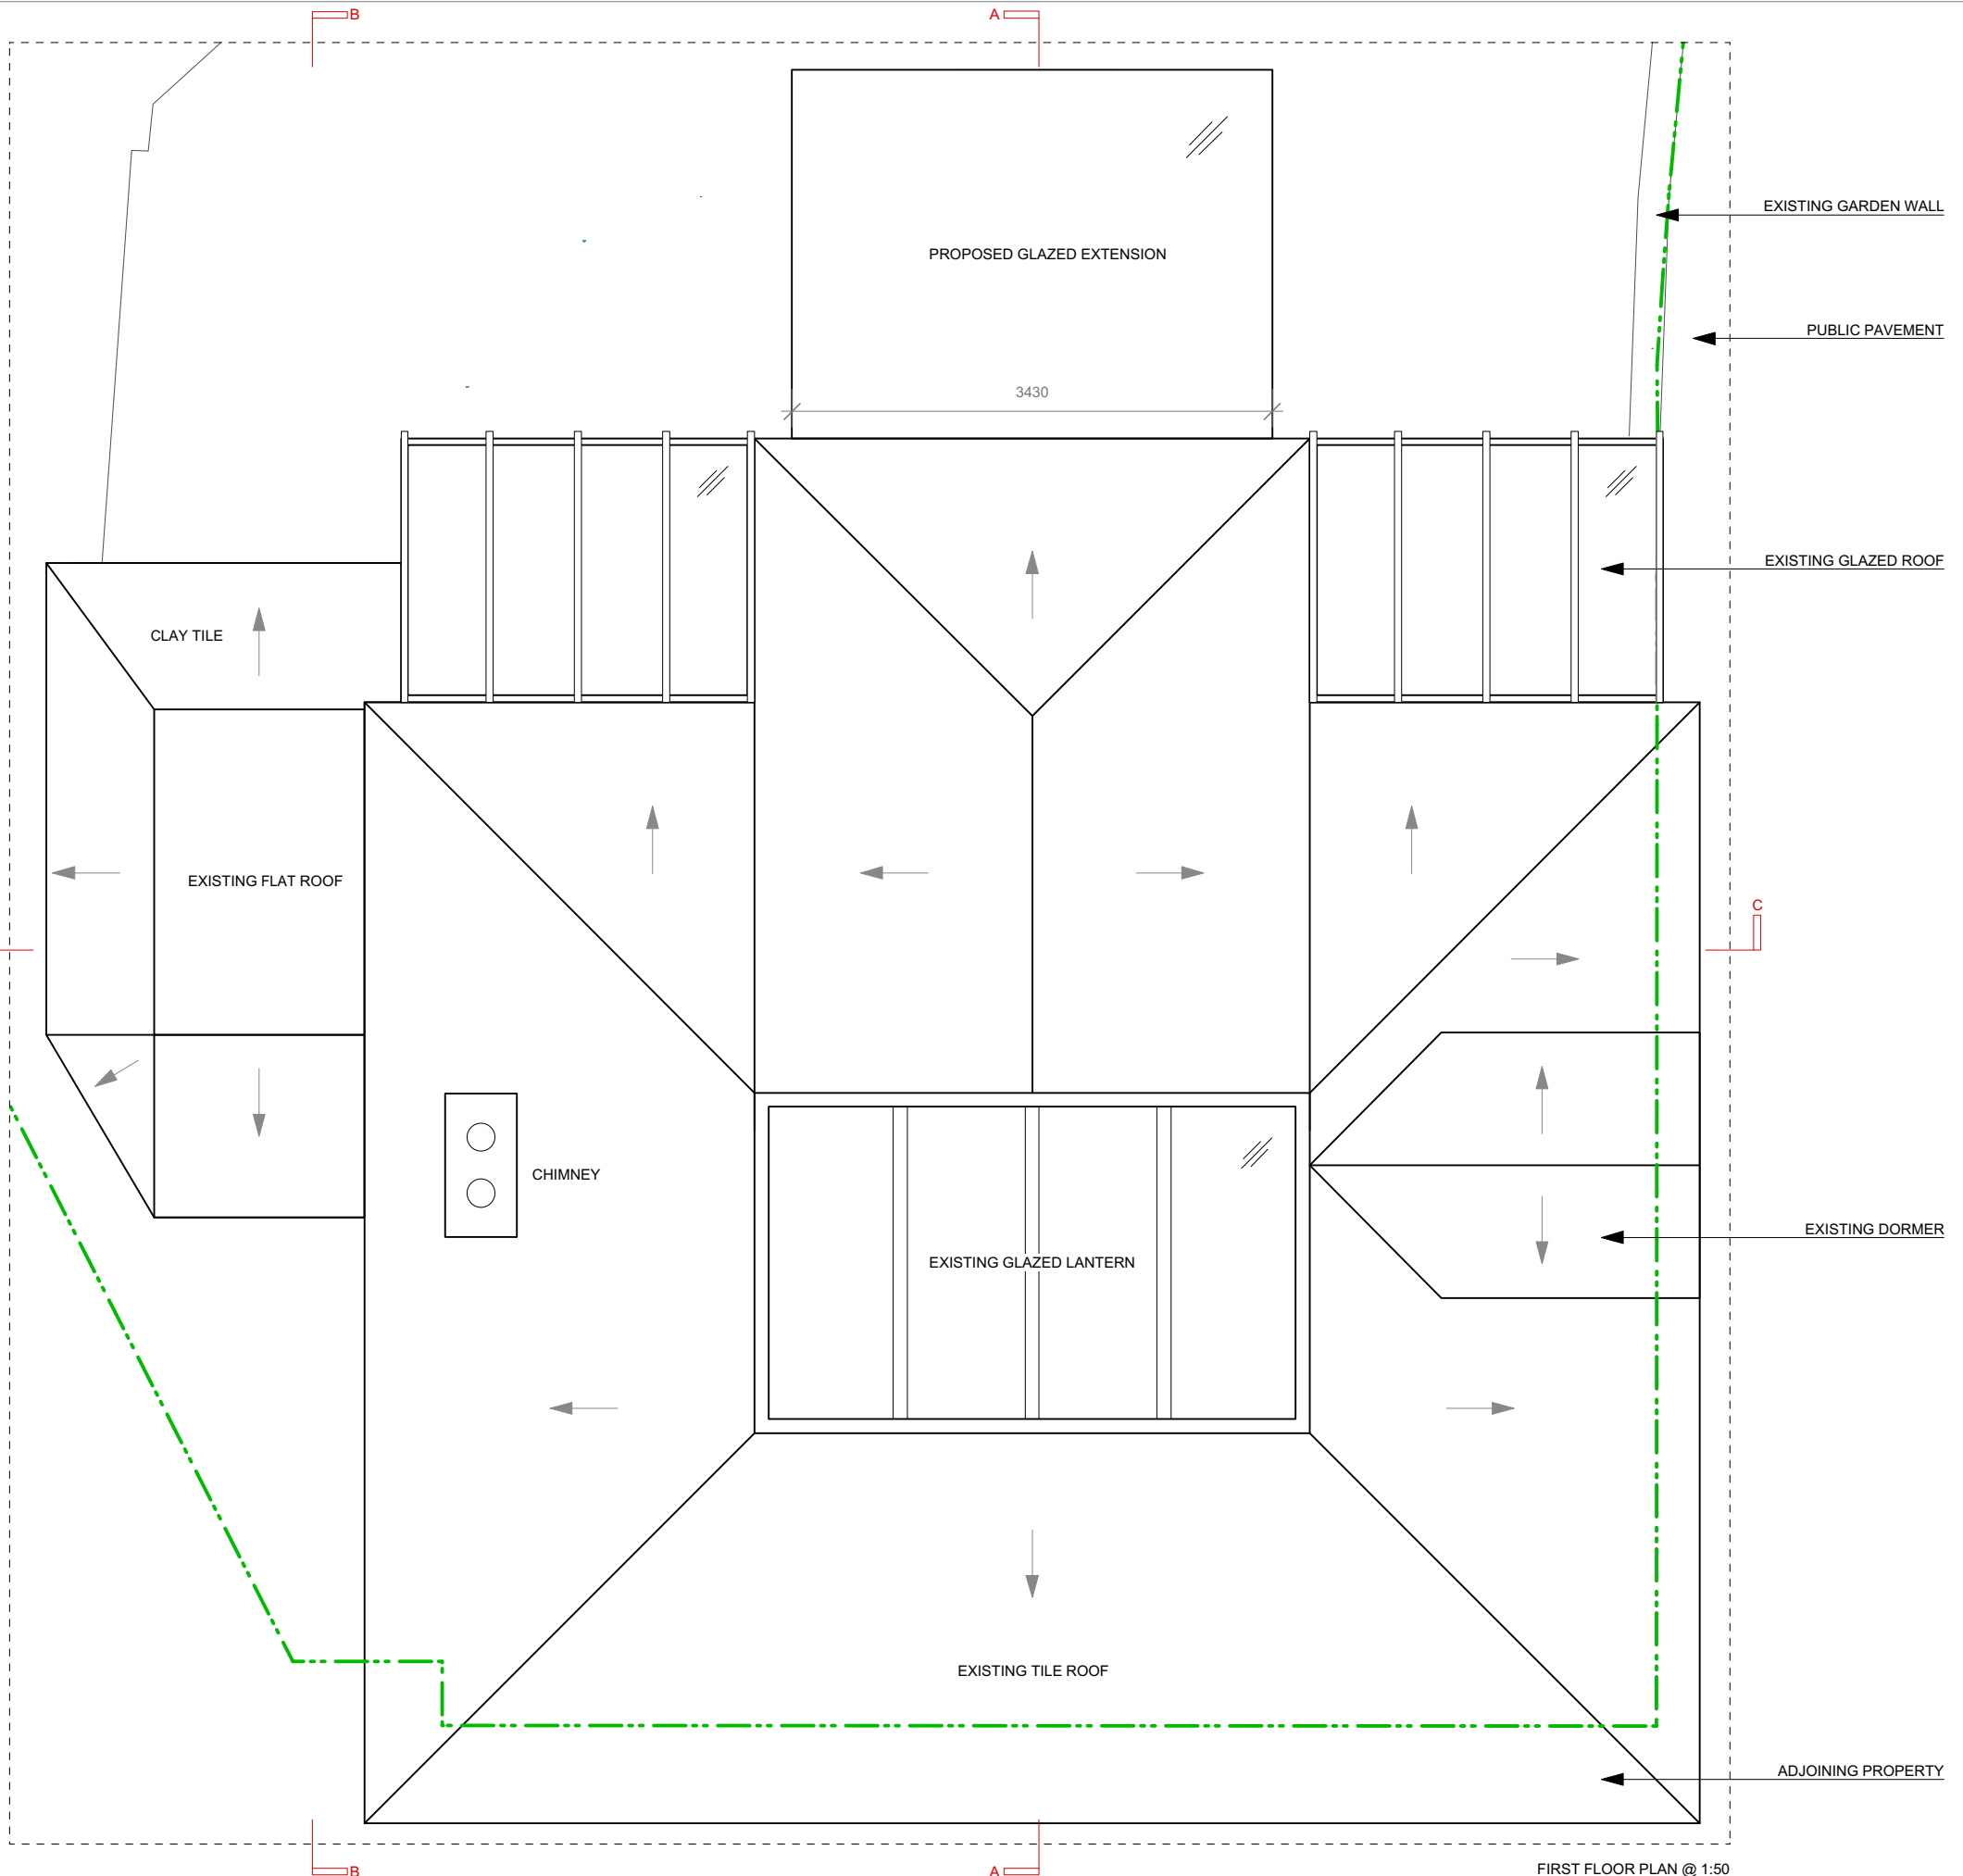 B
A
EXISTING GARDEN WALL
PROPOSED GLAZED EXTENSION
PUBLIC PAVEMENT
3430
EXISTING GLAZED ROOF
CLAY TILE
EXISTING FLAT ROOF
C
CHIMNEY
EXISTING DORMER
EXISTING GLAZED LANTERN
EXISTING TILE ROOF
ADJOINING PROPERTY
B
A
FIRST FLOOR PLAN @ 1:50